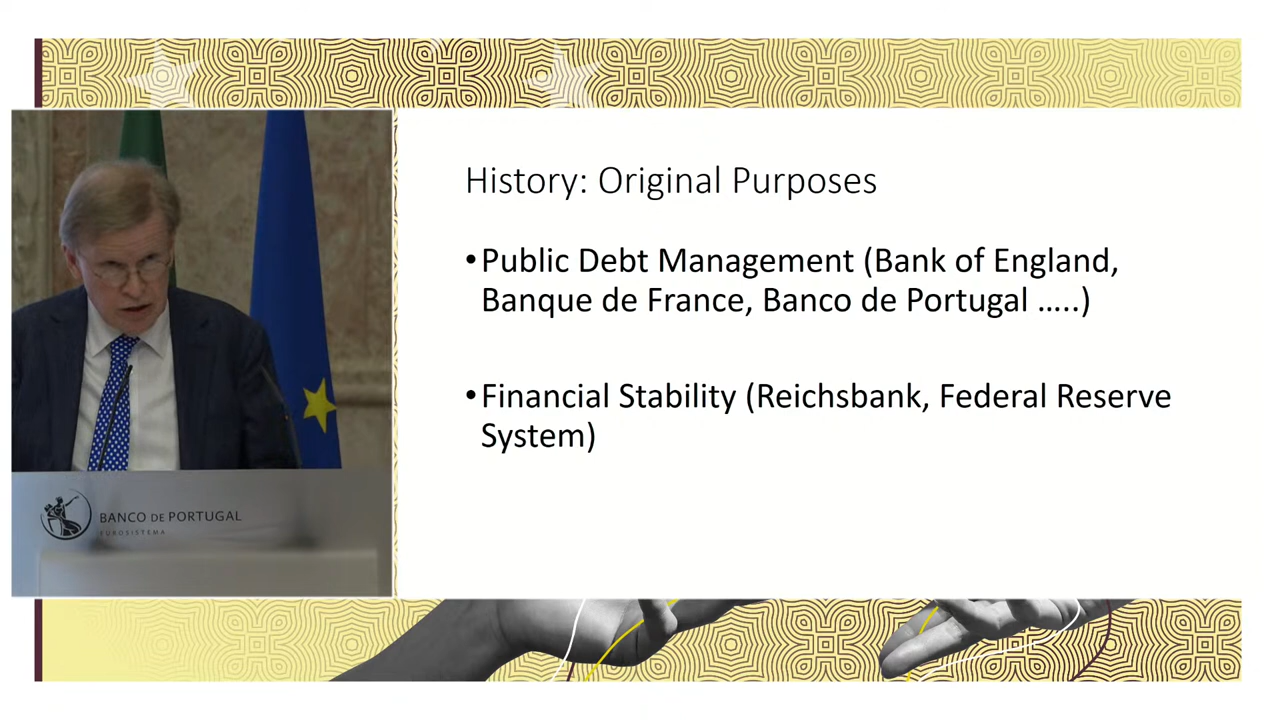 History: Original Purposes
•Public Debt Management (Bank of England,
Banque de France, Banco de Portugal …..)
•Financial Stability (Reichsbank, Federal Reserve
System)
BANCO DE PORTUGAL
EUROSISTEMA